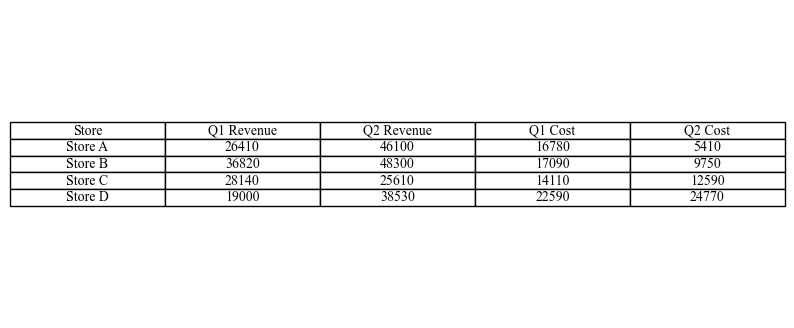 Store Q1 Revenue Q2 Revenue Q1 Cost Q2 Cost
Store A 26410 46100 16780 5410
Store B 36820 48300 17090 9750
Store C 28140 25610 14110 12590
Store D 19000 38530 22590 24770